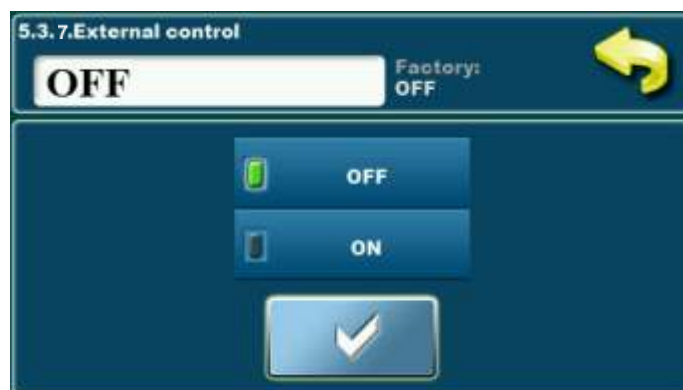 5.3.7.External control
OFF
Factory:
OFF
OFF
ON